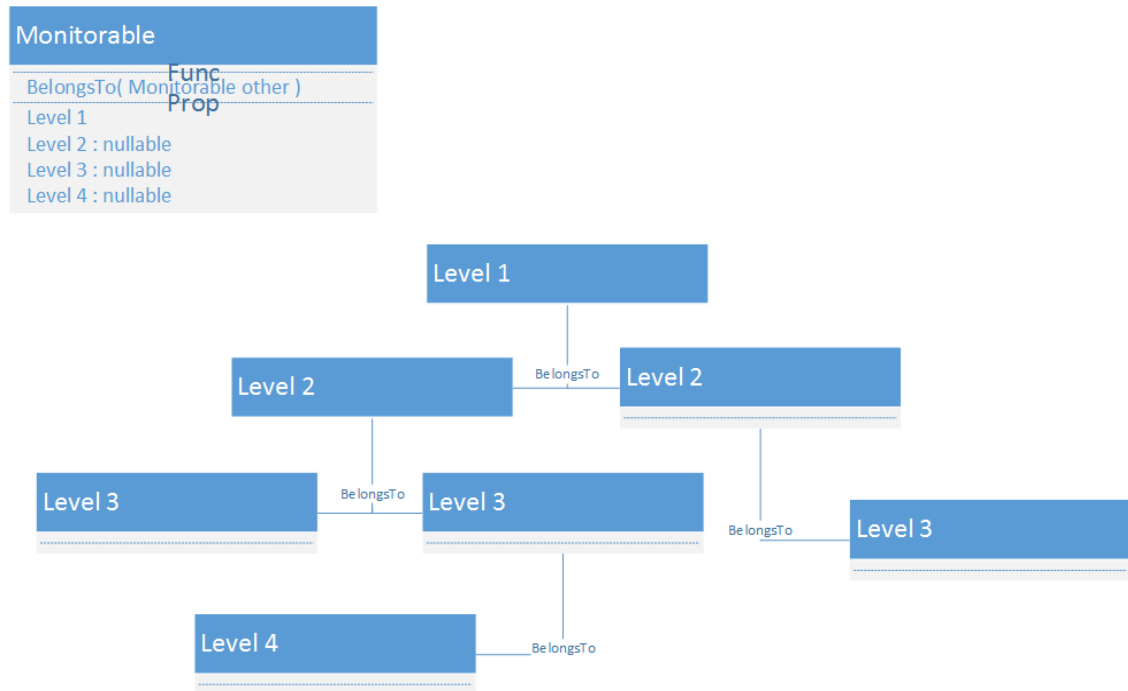 Monitorable
Func
BelongsTo( Monitorable other )
Prop
Level 1
Level 2 : nullable
Level 3 : nullable
Level 4 : nullable
Level 1
Level 2
BelongsTo
Level 2
Level 3
BelongsTo
Level 3
BelongsTo
Level 3
Level 4
BelongsTo